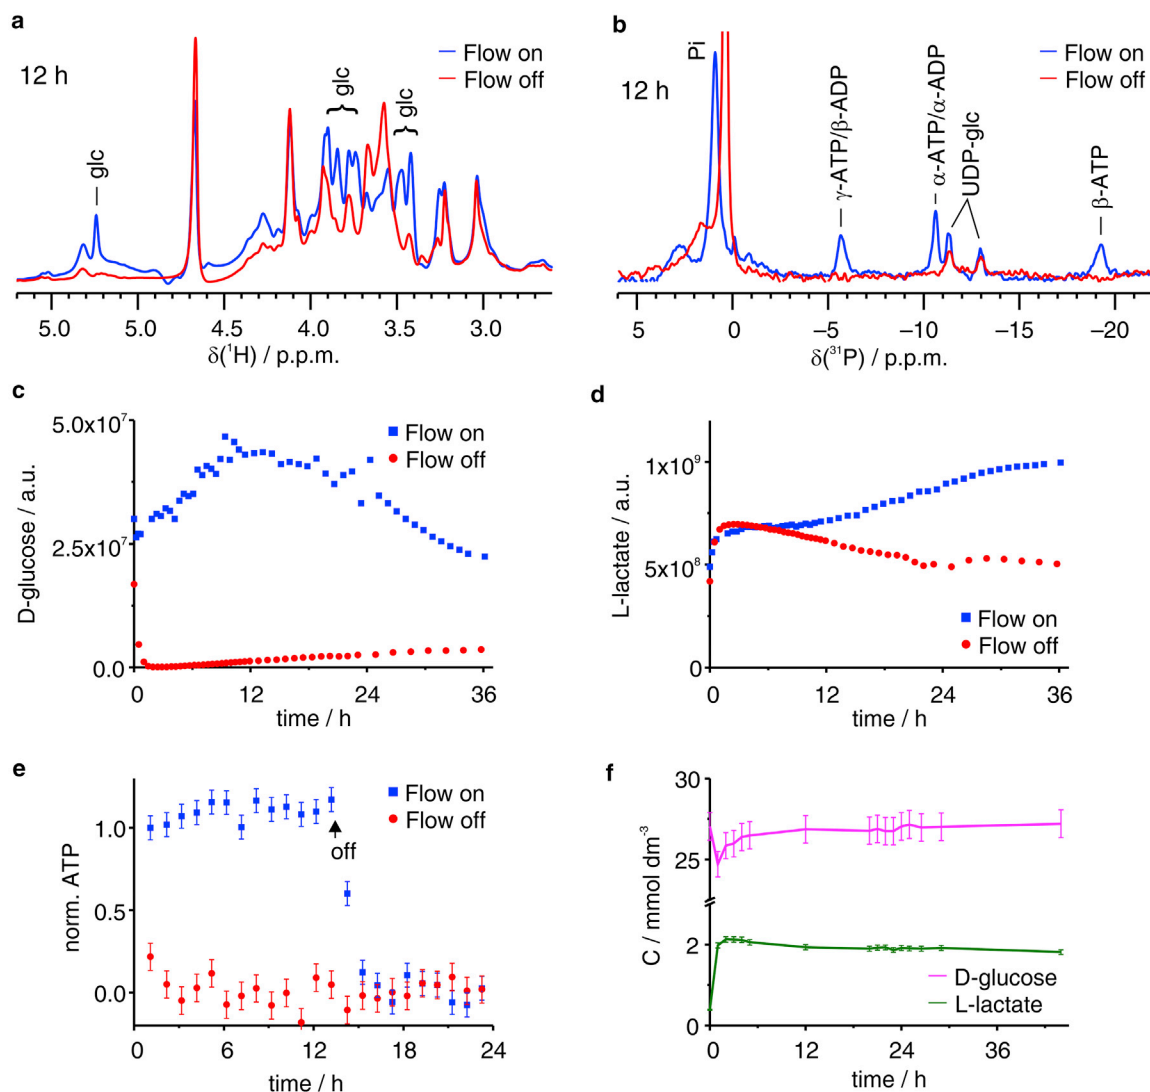 a
12 h
Flow on
Flow off
glc
glc
glc
5.0
5.0
4.5
4.0
3.5
3.0
δ(¹H) / p.p.m.
b
12 h
Flow on
Flow off
Pi
γ-ATP/β-ADP
α-ATP/α-ADP
UDP-glc
β-ATP
5
0
−5
−10
−15
−20
δ(³¹P) / p.p.m.
c
D-glucose / a.u.
5.0x10⁷
2.5x10⁷
0.0
Flow on
Flow off
0
12
24
36
time / h
d
L-lactate / a.u.
1x10⁹
5x10⁸
0
Flow on
Flow off
0
12
24
36
time / h
e
norm. ATP
1.0
0.5
0.0
Flow on
Flow off
off
0
6
12
18
24
time / h
f
C / mmol dm⁻³
30
25
2
0
D-glucose
L-lactate
0
12
24
36
time / h